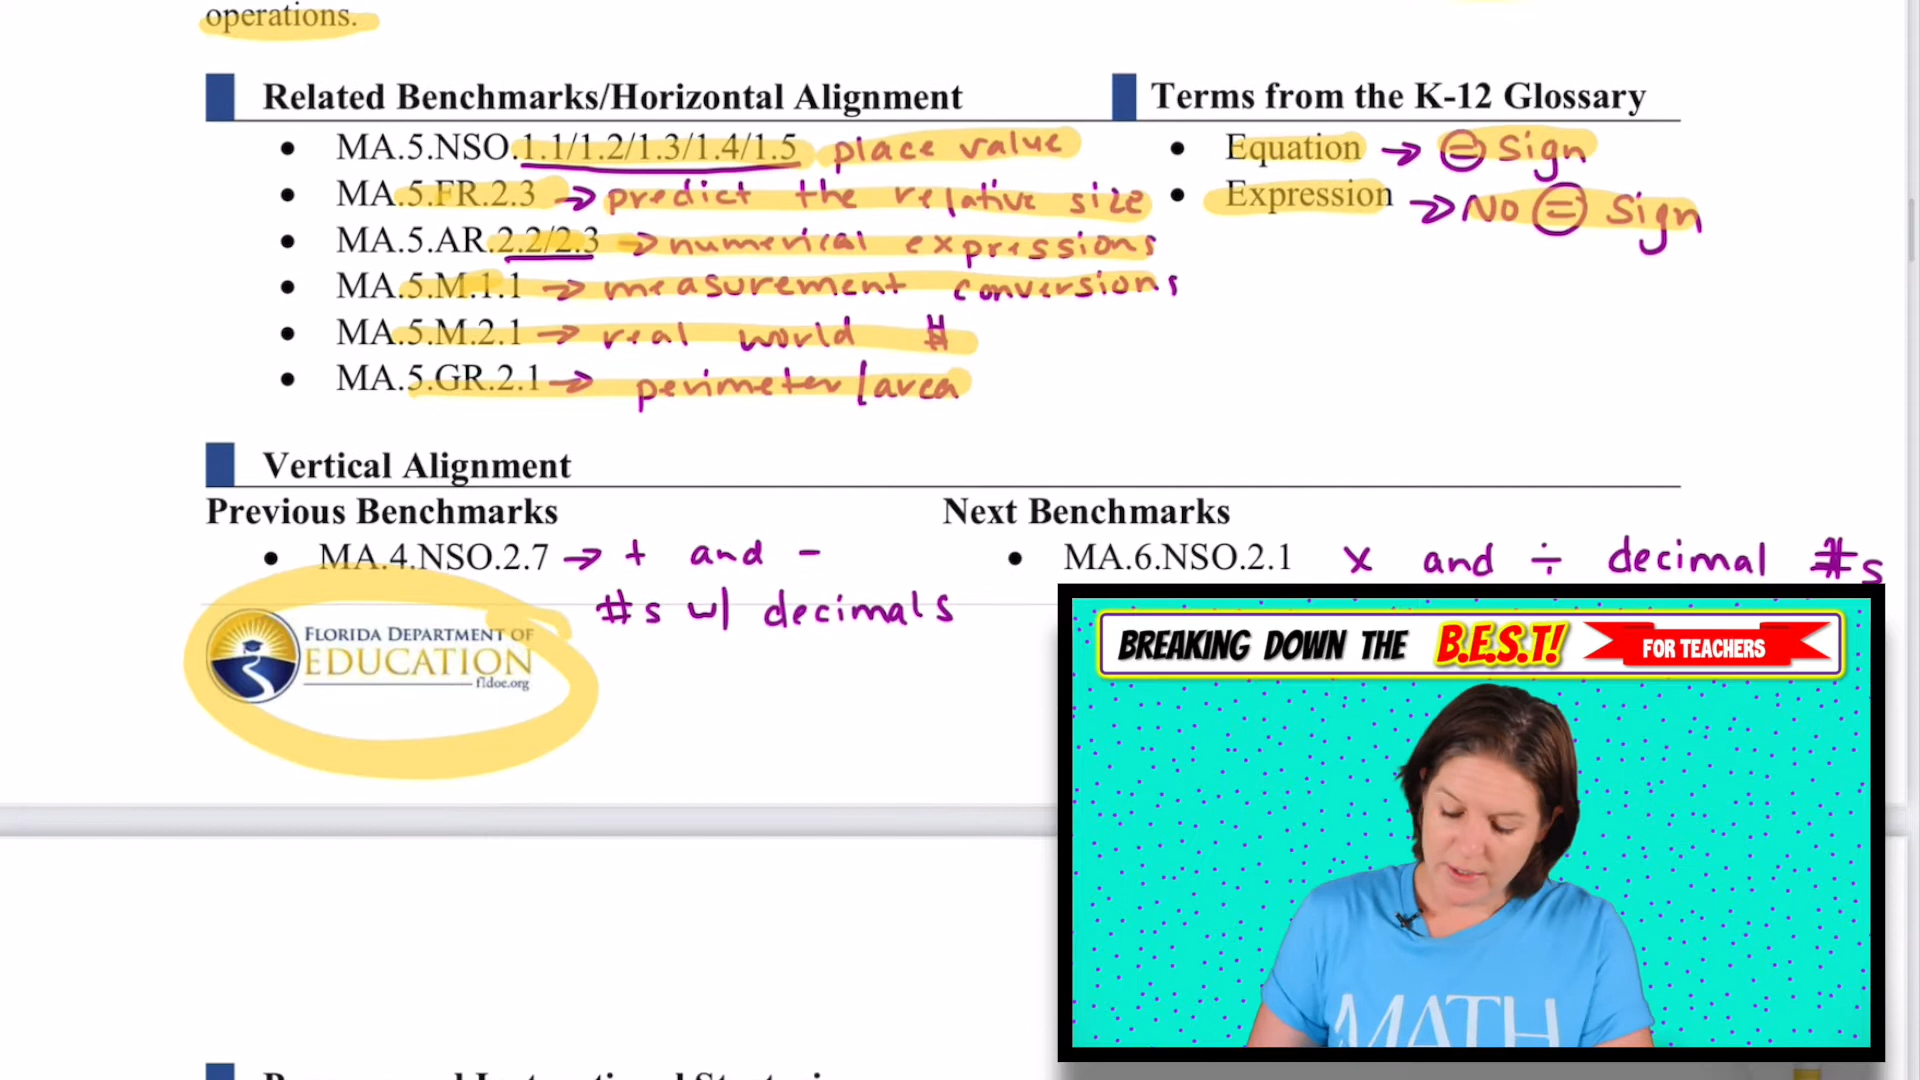 operations.
Related Benchmarks/Horizontal Alignment
MA.5.NSO.1.1/1.2/1.3/1.4/1.5 place value
MA.5.FR.2.3 → predict the relative size
MA.5.AR.2.2/2.3 → numerical expressions
MA.5.M.1.1 → measurement conversions
MA.5.M.2.1 → real world #
MA.5.GR.2.1 → perimeter/area
Terms from the K-12 Glossary
Equation → = sign
Expression → NO = sign
Vertical Alignment
Previous Benchmarks
MA.4.NSO.2.7 → + and -
#s w/ decimals
Next Benchmarks
MA.6.NSO.2.1 x and ÷ decimal #s
FLORIDA DEPARTMENT OF
EDUCATION
fldoe.org
BREAKING DOWN THE B.E.S.T! FOR TEACHERS
MATH